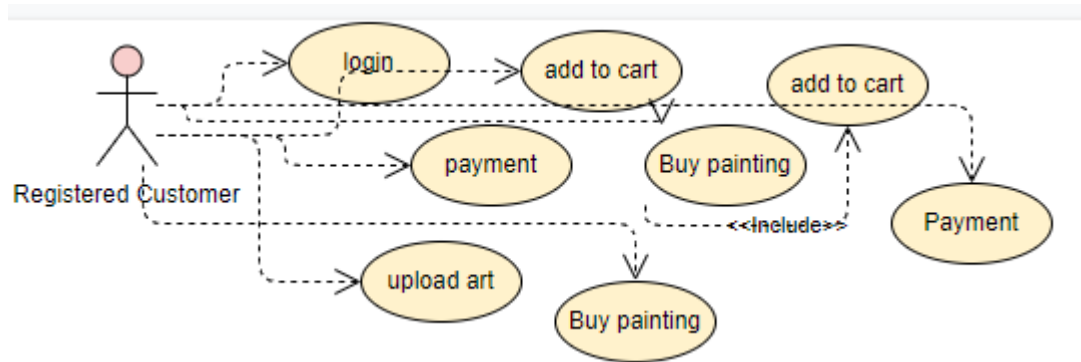 login
add to cart
add to cart
payment
Buy painting
Registered Customer
<<Include>>
Payment
upload art
Buy painting